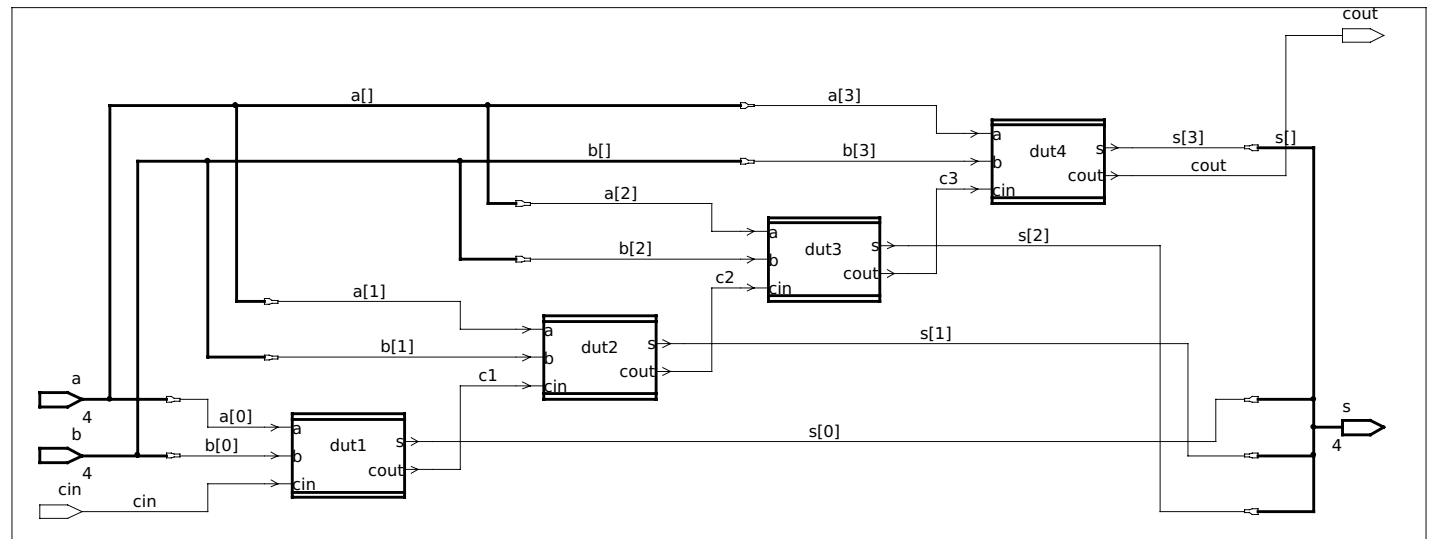 cout
a[]
a[3]
a
dut4
s
s[3]
s[]
b[]
b[3]
b
cout
cout
c3
cin
a[2]
a
dut3
s
s[2]
b[2]
b
cout
c2
cin
a[1]
a
dut2
s
s[1]
b[1]
b
cout
c1
cin
a
4
a[0]
a
dut1
s
s[0]
s
4
b
4
b[0]
b
cout
cin
cin
cin